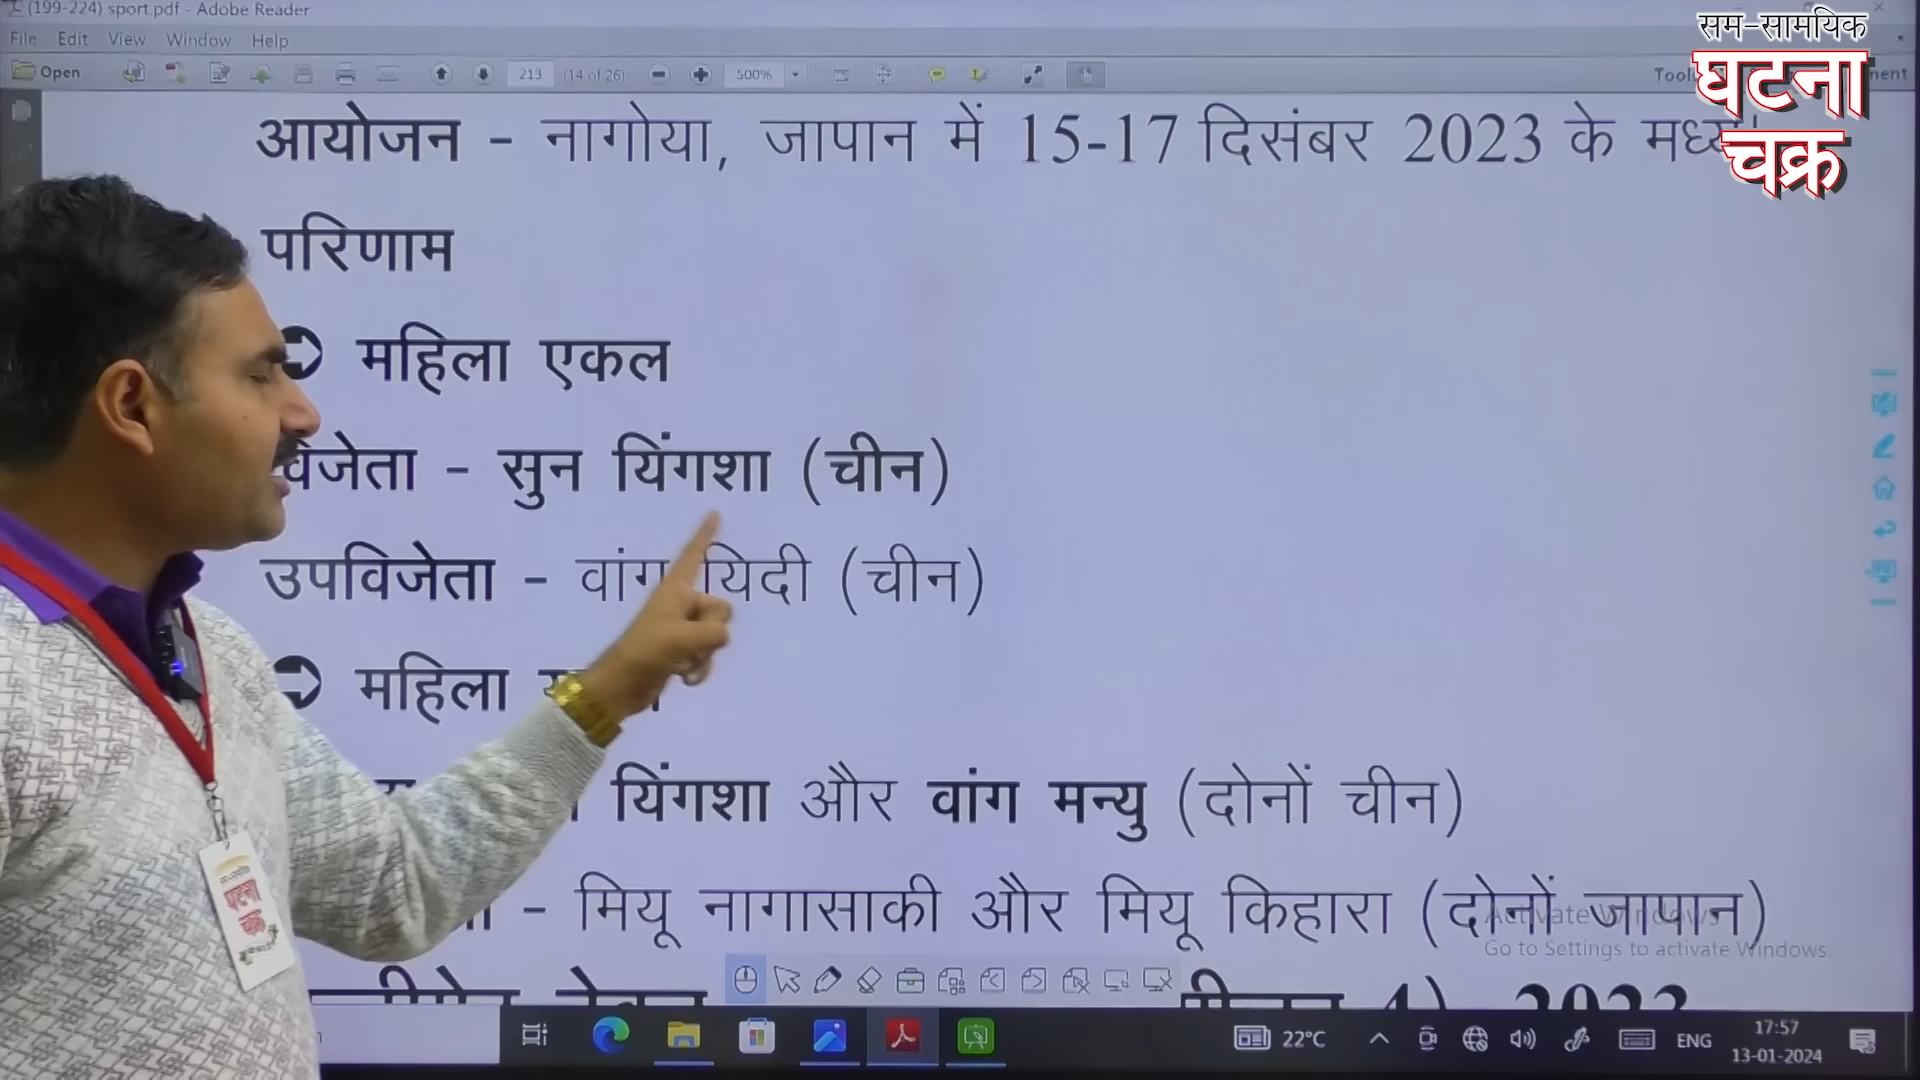 (199-224) sport.pdf - Adobe Reader
File Edit View Window Help
सम-सामयिक
घटना
चक्र
Open 213 (14 of 26) 500%
आयोजन - नागोया, जापान में 15-17 दिसंबर 2023 के
परिणाम
महिला एकल
विजेता - सुन यिंगशा (चीन)
उपविजेता - वांग यिदी (चीन)
महिला
यिंगशा और वांग मन्यु (दोनों चीन)
- मियू नागासाकी और मियू किहारा (दोनों जापान)
Activate Windows
Go to Settings to activate Windows.
घटना
चक्र
22°C ENG 17:57
13-01-2024